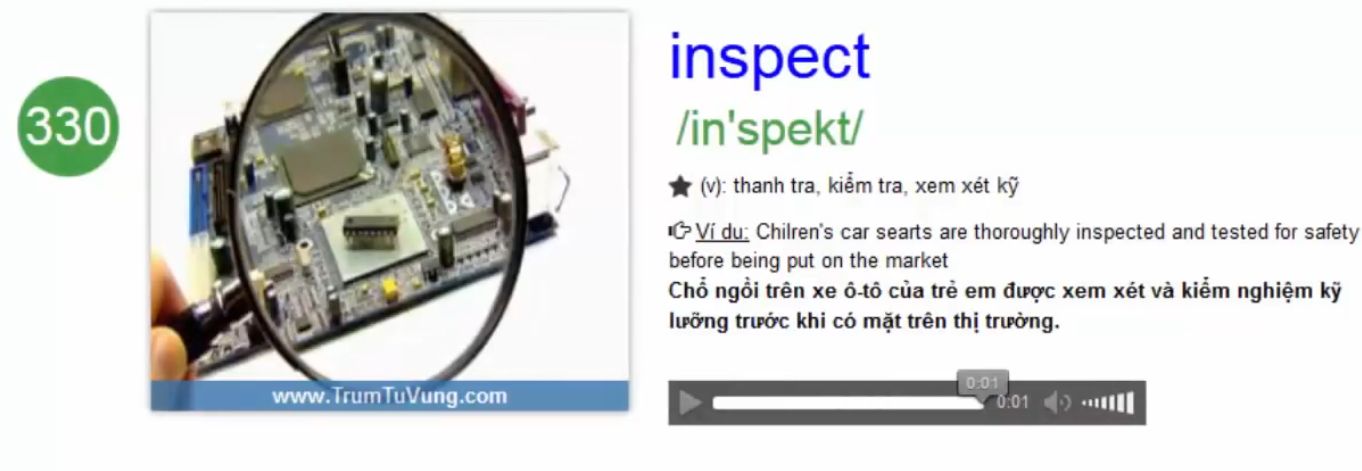 330
inspect
/in'spekt/
(v): thanh tra, kiểm tra, xem xét kỹ
Ví du: Chilren's car searts are thoroughly inspected and tested for safety
before being put on the market
Chổ ngồi trên xe ô-tô của trẻ em được xem xét và kiểm nghiệm kỹ
lưỡng trước khi có mặt trên thị trường.
www.TrumTuVung.com
0:01
0:01